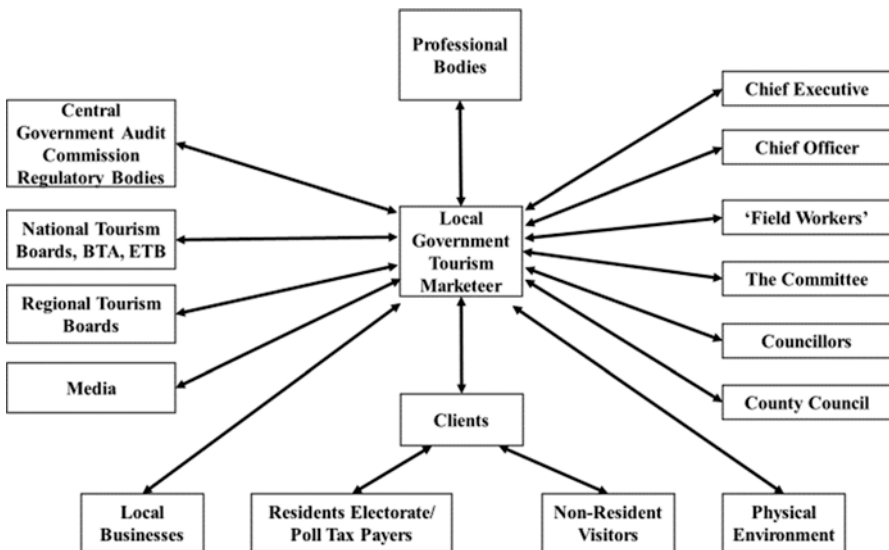 Professional
Bodies
Central
Government Audit
Commission
Regulatory Bodies
National Tourism
Boards, BTA, ETB
Regional Tourism
Boards
Media
Local
Government
Tourism
Marketeer
Chief Executive
Chief Officer
‘Field Workers’
The Committee
Councillors
County Council
Clients
Local
Businesses
Residents Electorate/
Poll Tax Payers
Non-Resident
Visitors
Physical
Environment